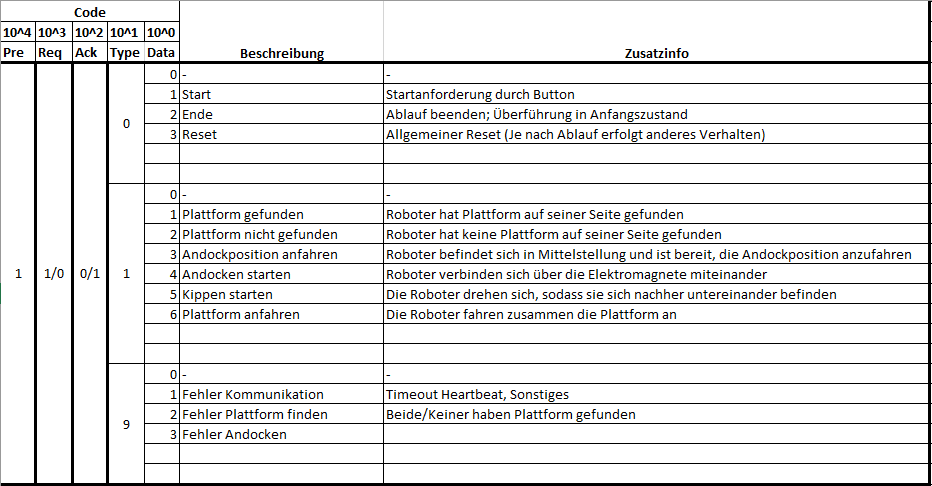 Code
10^4 10^3 10^2 10^1 10^0
Pre Req Ack Type Data Beschreibung Zusatzinfo
0 - -
1 Start Startanforderung durch Button
2 Ende Ablauf beenden; Überführung in Anfangszustand
0
3 Reset Allgemeiner Reset (Je nach Ablauf erfolgt anderes Verhalten)
0 - -
1 Plattform gefunden Roboter hat Plattform auf seiner Seite gefunden
2 Plattform nicht gefunden Roboter hat keine Plattform auf seiner Seite gefunden
3 Andockposition anfahren Roboter befindet sich in Mittelstellung und ist bereit, die Andockposition anzufahren
1 1/0 0/1 1 4 Andocken starten Roboter verbinden sich über die Elektromagnete miteinander
5 Kippen starten Die Roboter drehen sich, sodass sie sich nachher untereinander befinden
6 Plattform anfahren Die Roboter fahren zusammen die Plattform an
0 - -
1 Fehler Kommunikation Timeout Heartbeat, Sonstiges
2 Fehler Plattform finden Beide/Keiner haben Plattform gefunden
9
3 Fehler Andocken